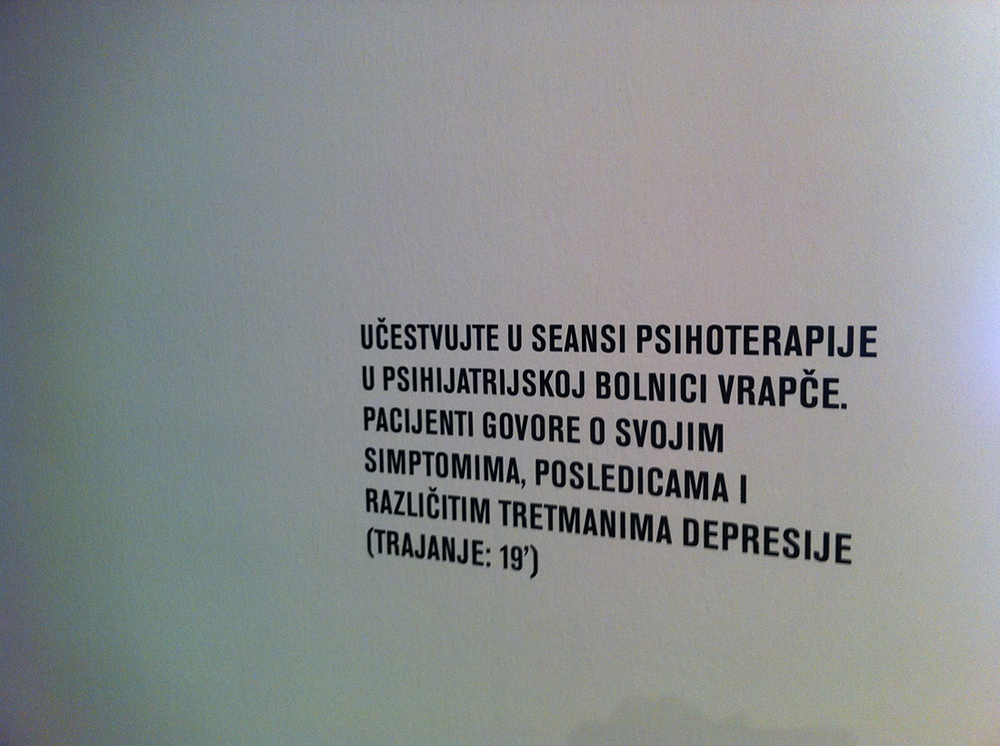 UČESTVUJTE U SEANSI PSIHOTERAPIJE
U PSIHIJATRIJSKOJ BOLNICI VRAPČE.
PACIJENTI GOVORE O SVOJIM
SIMPTOMIMA, POSLEDICAMA I
RAZLIČITIM TRETMANIMA DEPRESIJE
(TRAJANJE: 19’)